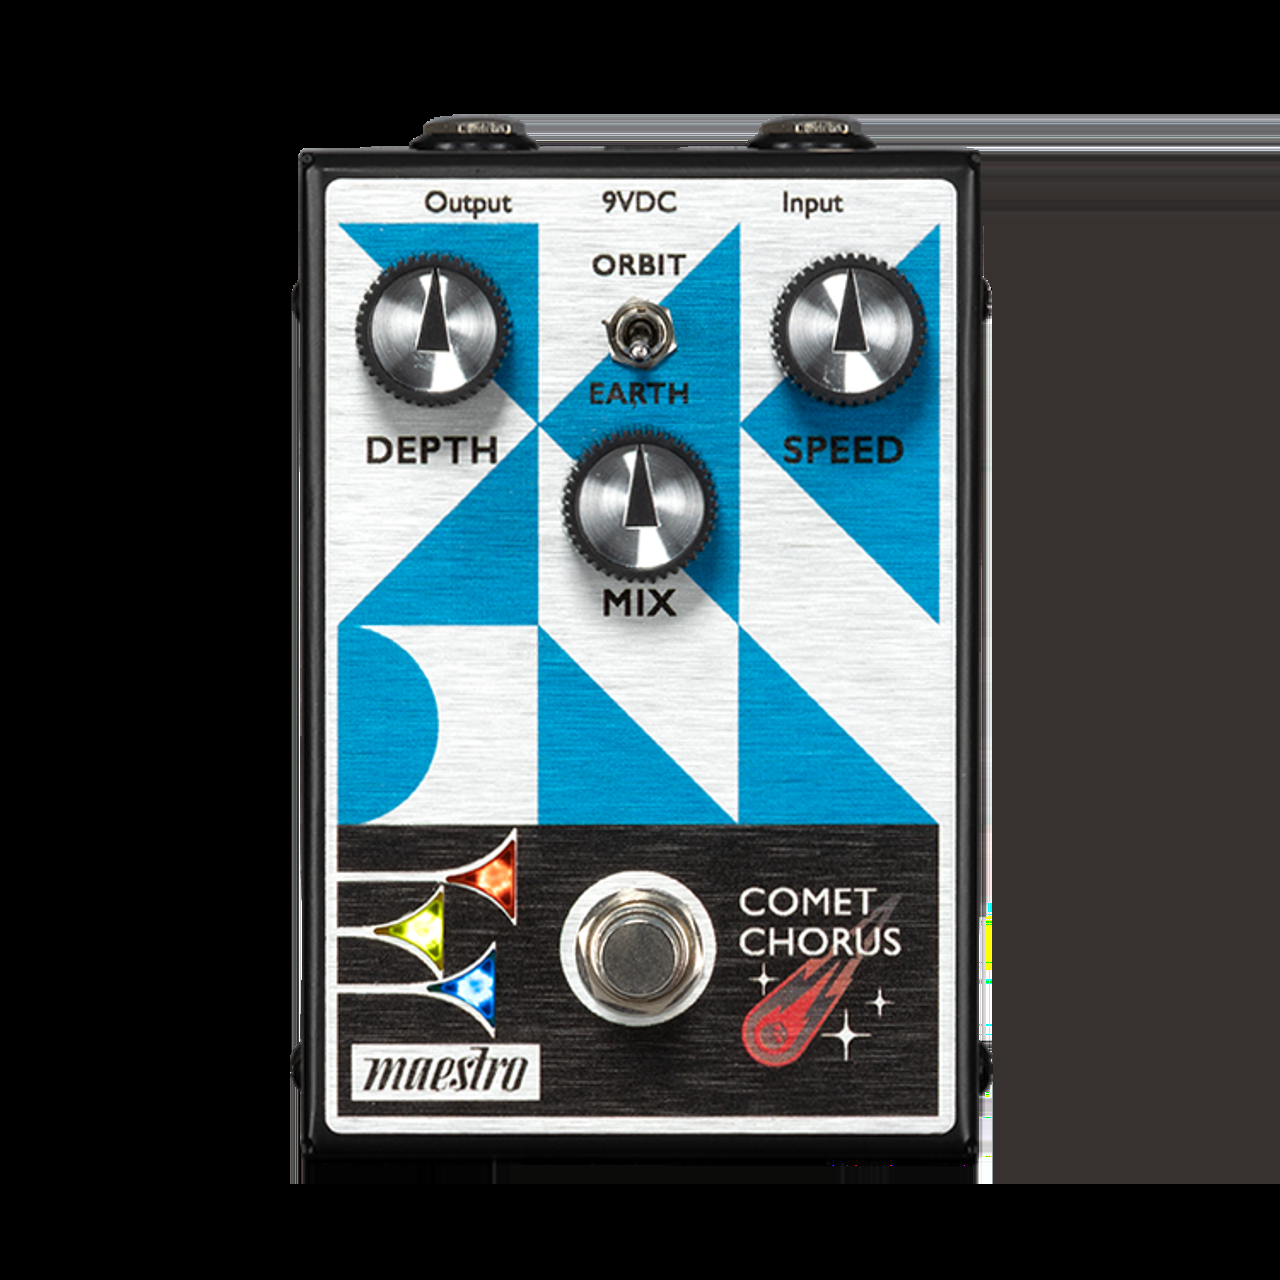 Output 9VDC Input
ORBIT
EARTH
DEPTH SPEED
MIX
COMET
CHORUS
maestro